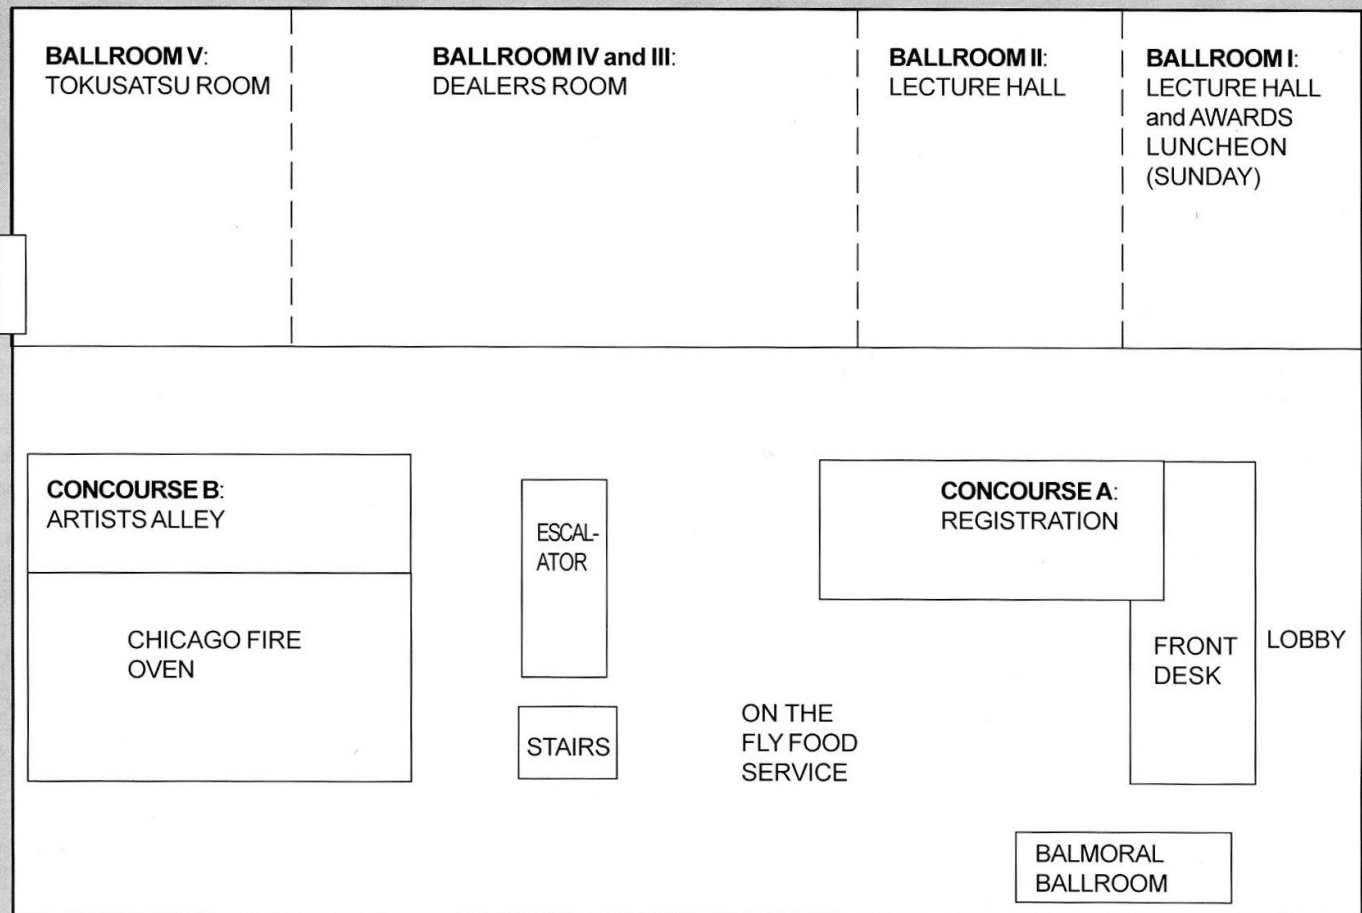 BALLROOM V:
TOKUSATSU ROOM
BALLROOM IV and III:
DEALERS ROOM
BALLROOM II:
LECTURE HALL
BALLROOM I:
LECTURE HALL
and AWARDS
LUNCHEON
(SUNDAY)
CONCOURSE B:
ARTISTS ALLEY
ESCAL-
ATOR
CONCOURSE A:
REGISTRATION
CHICAGO FIRE
OVEN
FRONT
DESK
LOBBY
STAIRS
ON THE
FLY FOOD
SERVICE
BALMORAL
BALLROOM